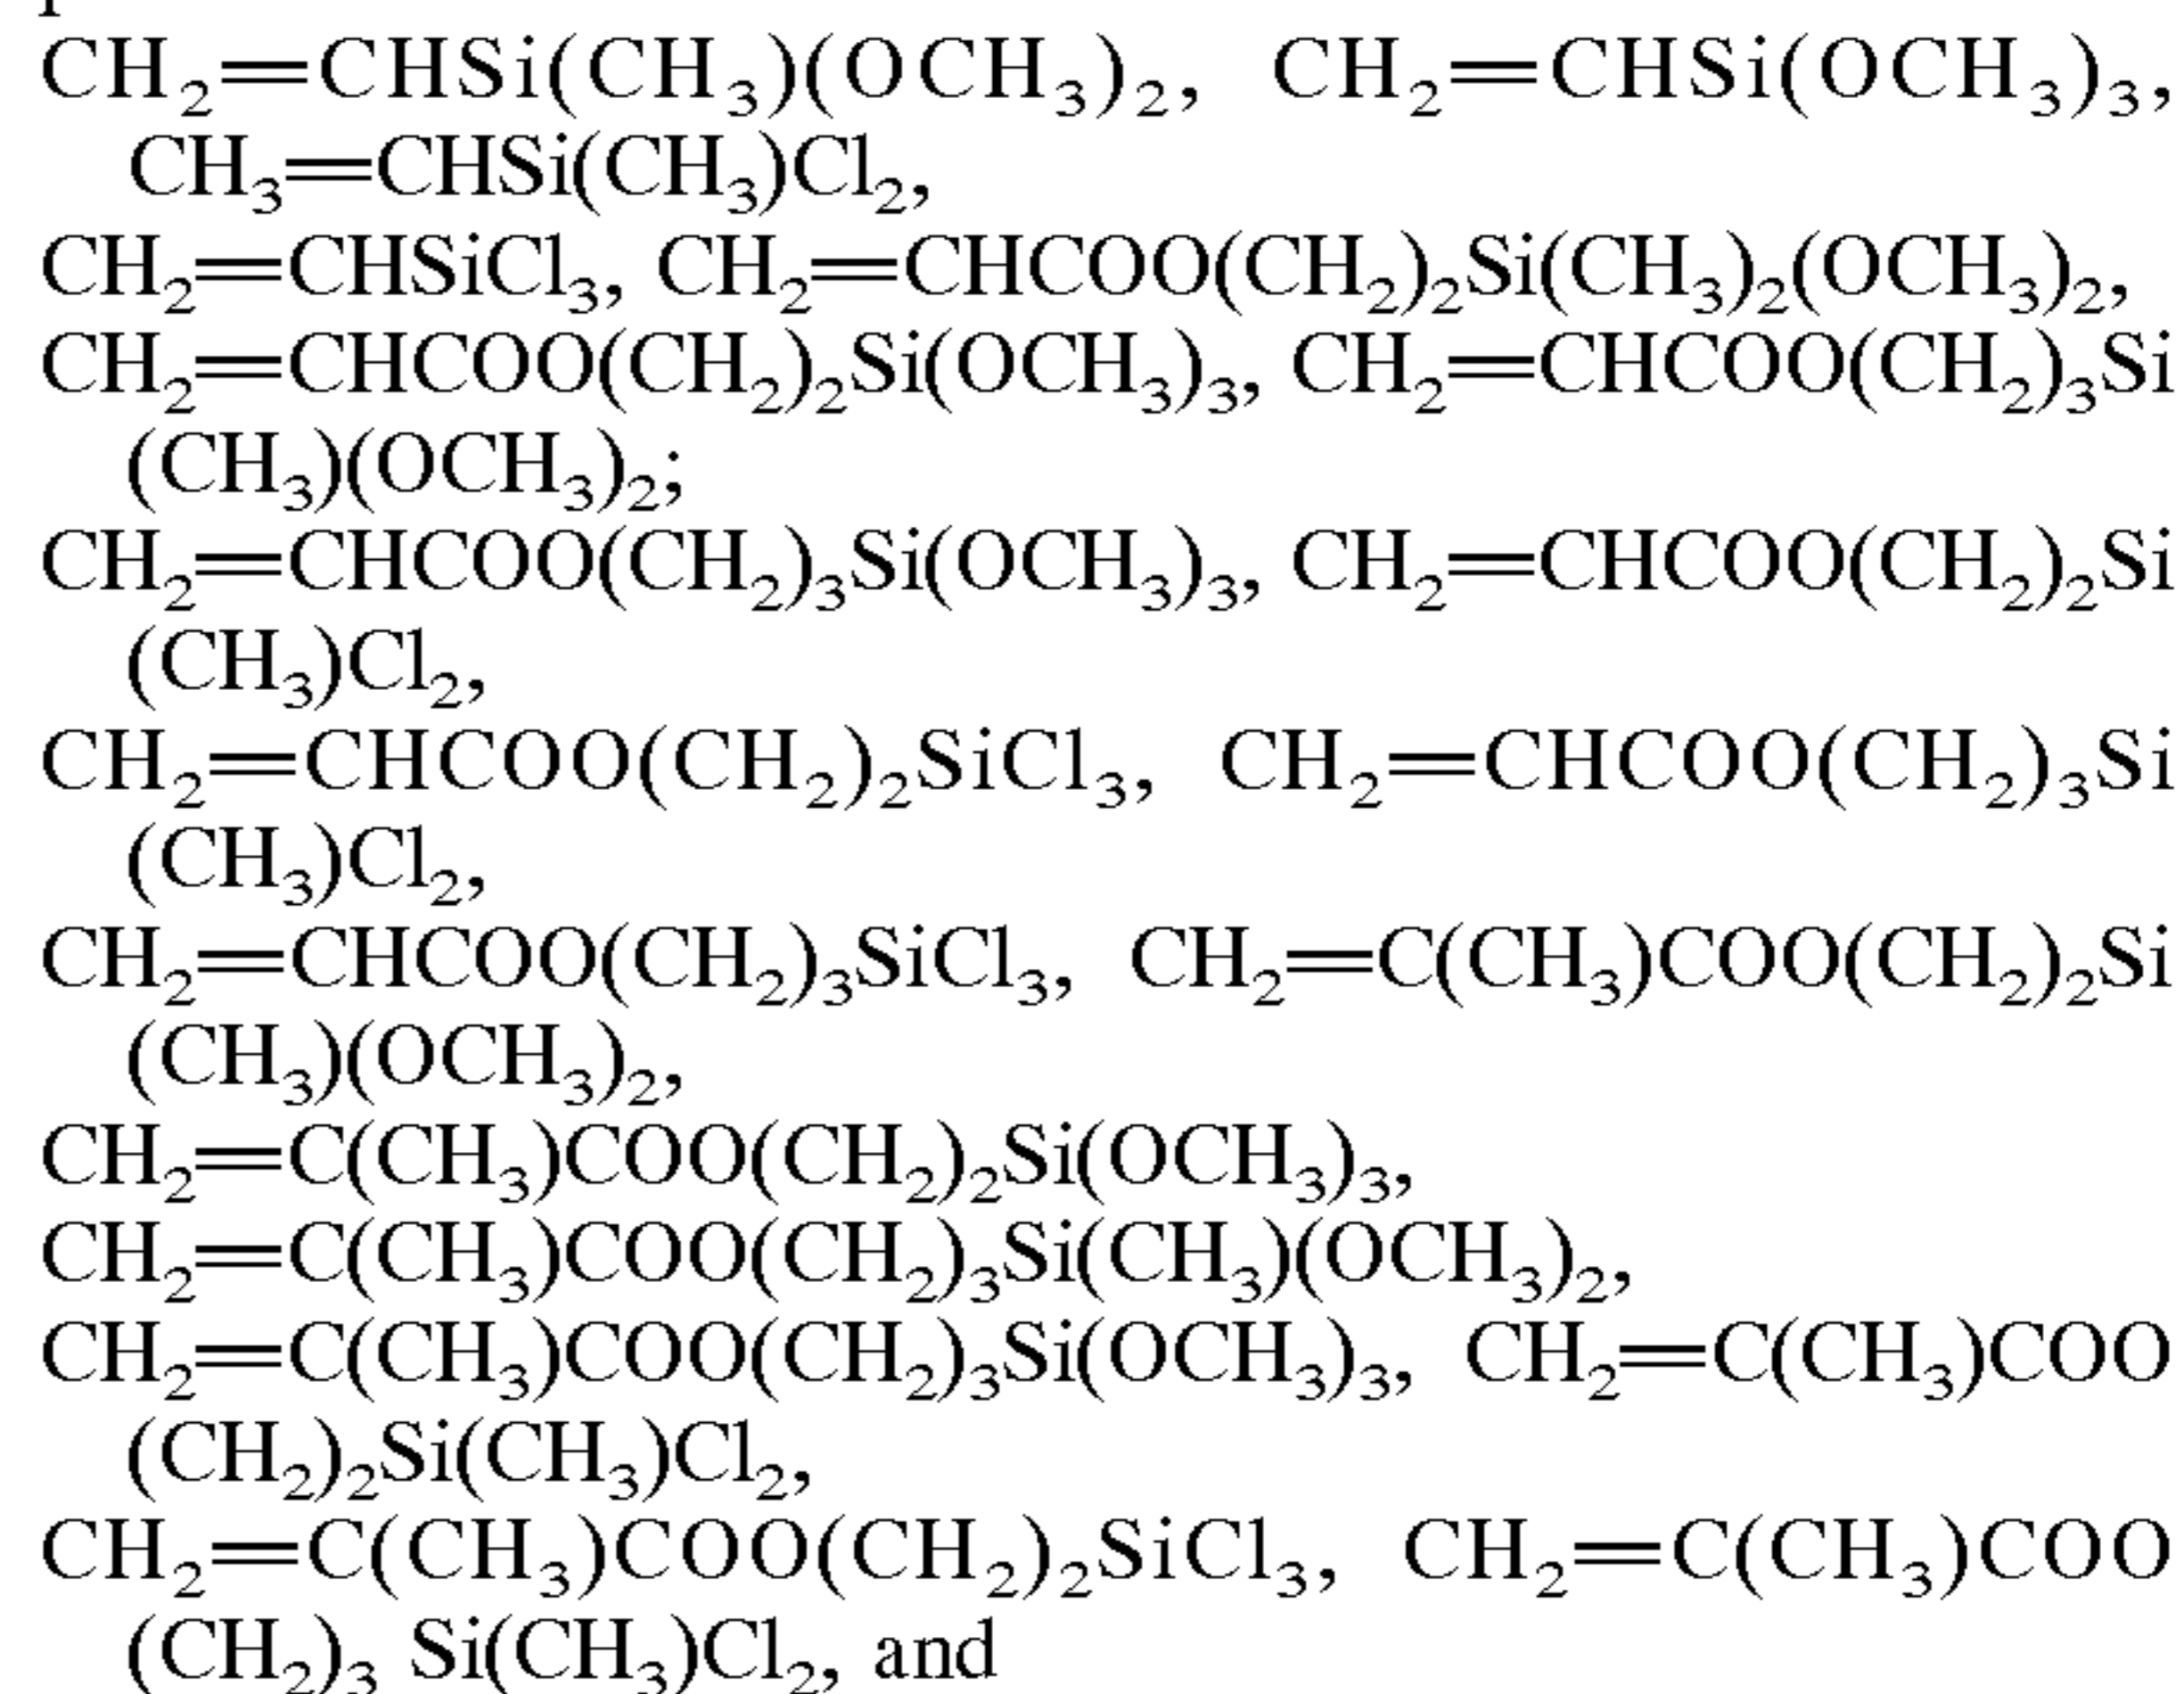 CH₂=CHSi(CH₃)(OCH₃)₂, CH₂=CHSi(OCH₃)₃,
CH₃=CHSi(CH₃)Cl₂,
CH₂=CHSiCl₃, CH₂=CHCOO(CH₂)₂Si(CH₃)₂(OCH₃)₂,
CH₂=CHCOO(CH₂)₂Si(OCH₃)₃, CH₂=CHCOO(CH₂)₃Si
(CH₃)(OCH₃)₂;
CH₂=CHCOO(CH₂)₃Si(OCH₃)₃, CH₂=CHCOO(CH₂)₂Si
(CH₃)Cl₂,
CH₂=CHCOO(CH₂)₂SiCl₃, CH₂=CHCOO(CH₂)₃Si
(CH₃)Cl₂,
CH₂=CHCOO(CH₂)₃SiCl₃, CH₂=C(CH₃)COO(CH₂)₂Si
(CH₃)(OCH₃)₂,
CH₂=C(CH₃)COO(CH₂)₂Si(OCH₃)₃,
CH₂=C(CH₃)COO(CH₂)₃Si(CH₃)(OCH₃)₂,
CH₂=C(CH₃)COO(CH₂)₃Si(OCH₃)₃, CH₂=C(CH₃)COO
(CH₂)₂Si(CH₃)Cl₂,
CH₂=C(CH₃)COO(CH₂)₂SiCl₃, CH₂=C(CH₃)COO
(CH₂)₃ Si(CH₃)Cl₂, and